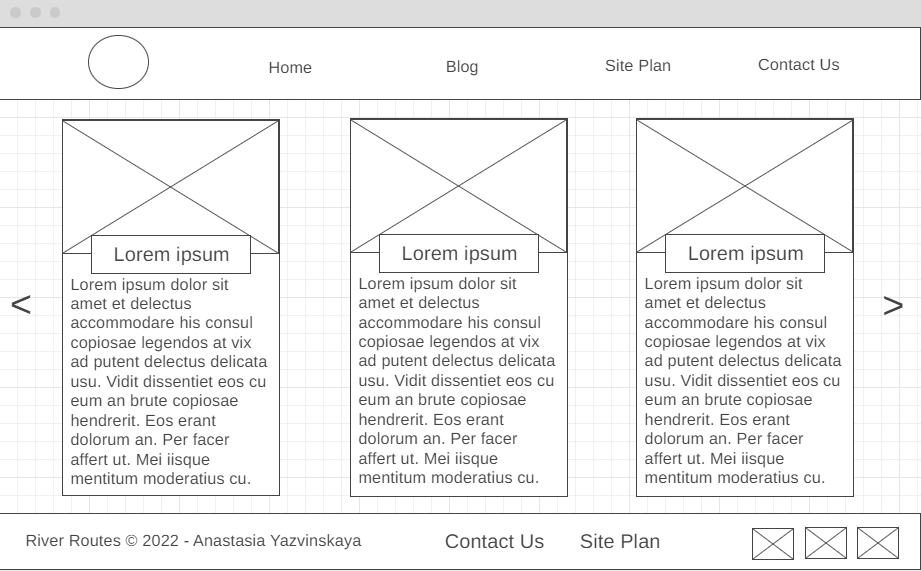 Home
Blog
Site Plan
Contact Us
Lorem ipsum
Lorem ipsum dolor sit
amet et delectus
accommodare his consul
copiosae legendos at vix
ad putent delectus delicata
usu. Vidit dissentiet eos cu
eum an brute copiosae
hendrerit. Eos erant
dolorum an. Per facer
affert ut. Mei iisque
mentitum moderatius cu.
Lorem ipsum
Lorem ipsum dolor sit
amet et delectus
accommodare his consul
copiosae legendos at vix
ad putent delectus delicata
usu. Vidit dissentiet eos cu
eum an brute copiosae
hendrerit. Eos erant
dolorum an. Per facer
affert ut. Mei iisque
mentitum moderatius cu.
Lorem ipsum
Lorem ipsum dolor sit
amet et delectus
accommodare his consul
copiosae legendos at vix
ad putent delectus delicata
usu. Vidit dissentiet eos cu
eum an brute copiosae
hendrerit. Eos erant
dolorum an. Per facer
affert ut. Mei iisque
mentitum moderatius cu.
<
>
River Routes © 2022 - Anastasia Yazvinskaya
Contact Us
Site Plan